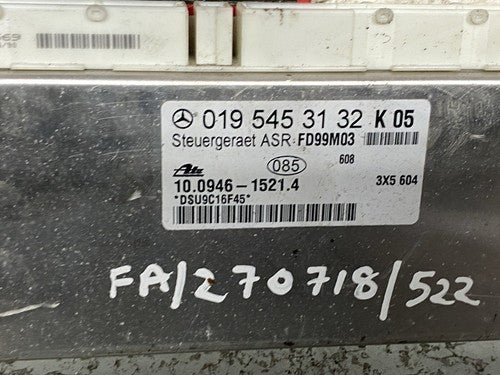 019 545 31 32 K 05
Steuergeraet ASR FD99M03
085
608
Ate
10.0946-1521.4
3X5 604
*DSU9C16F45*
FA/270718/522